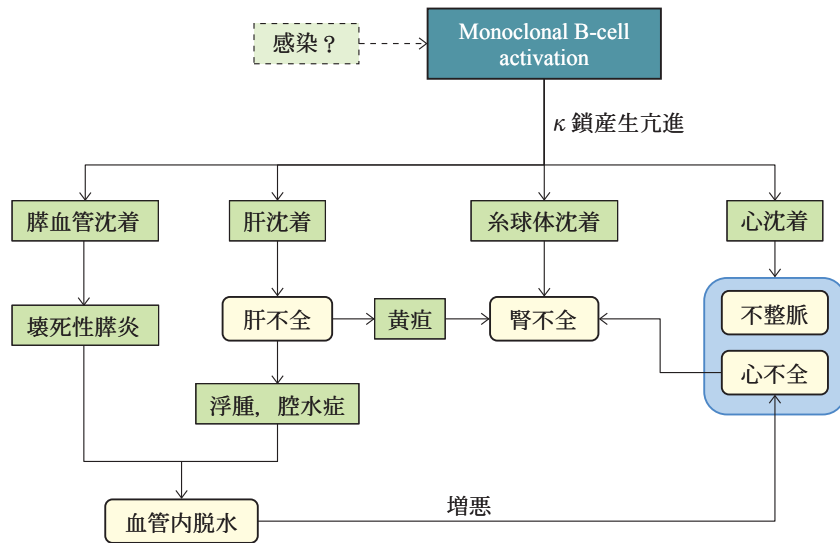 感染？
Monoclonal B-cell
activation
κ 鎖産生亢進
膵血管沈着
肝沈着
糸球体沈着
心沈着
壊死性膵炎
肝不全
黄疸
腎不全
不整脈
心不全
浮腫，腔水症
血管内脱水
増悪